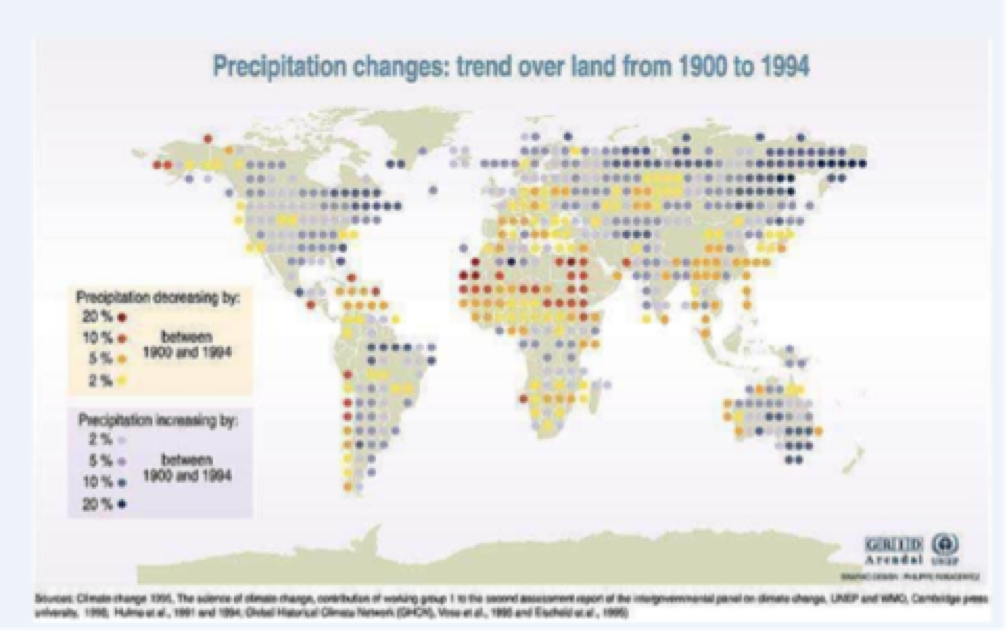 Precipitation changes: trend over land from 1900 to 1994
Precipitation decreasing by:
20 %
10 %
5 %
2 %
between
1900 and 1994
Precipitation increasing by:
2 %
5 %
10 %
20 %
between
1900 and 1994
GRID
Arendal
UNEP
GRAPHIC DESIGN : PHILIPPE REKACEWICZ
Sources: Climate change 1995, The science of climate change, contribution of working group 1 to the second assessment report of the intergovernmental panel on climate change, UNEP and WMO, Cambridge press
university, 1996; Hulme et al., 1991 and 1994; Global Historical Climate Network (GHCN), Vose et al., 1995 and Eischeid et al., 1995)